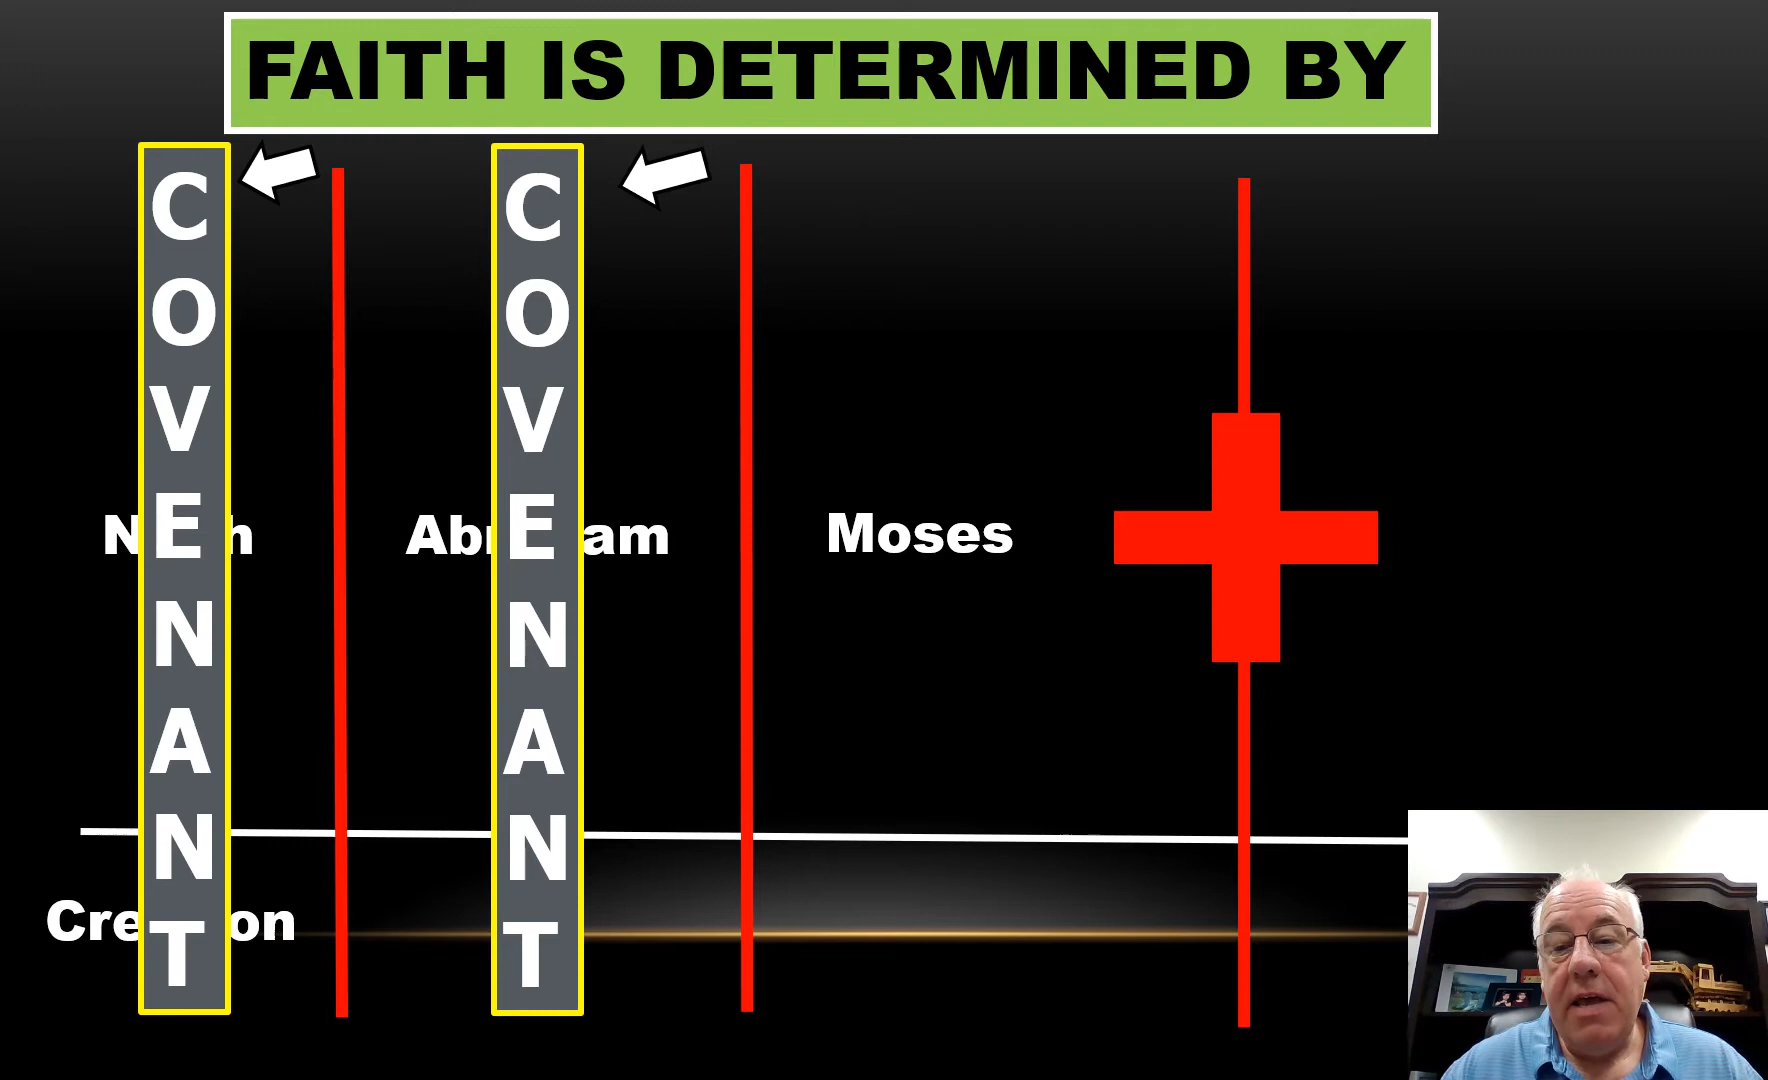 FAITH IS DETERMINED BY
COVENANT
COVENANT
Moses